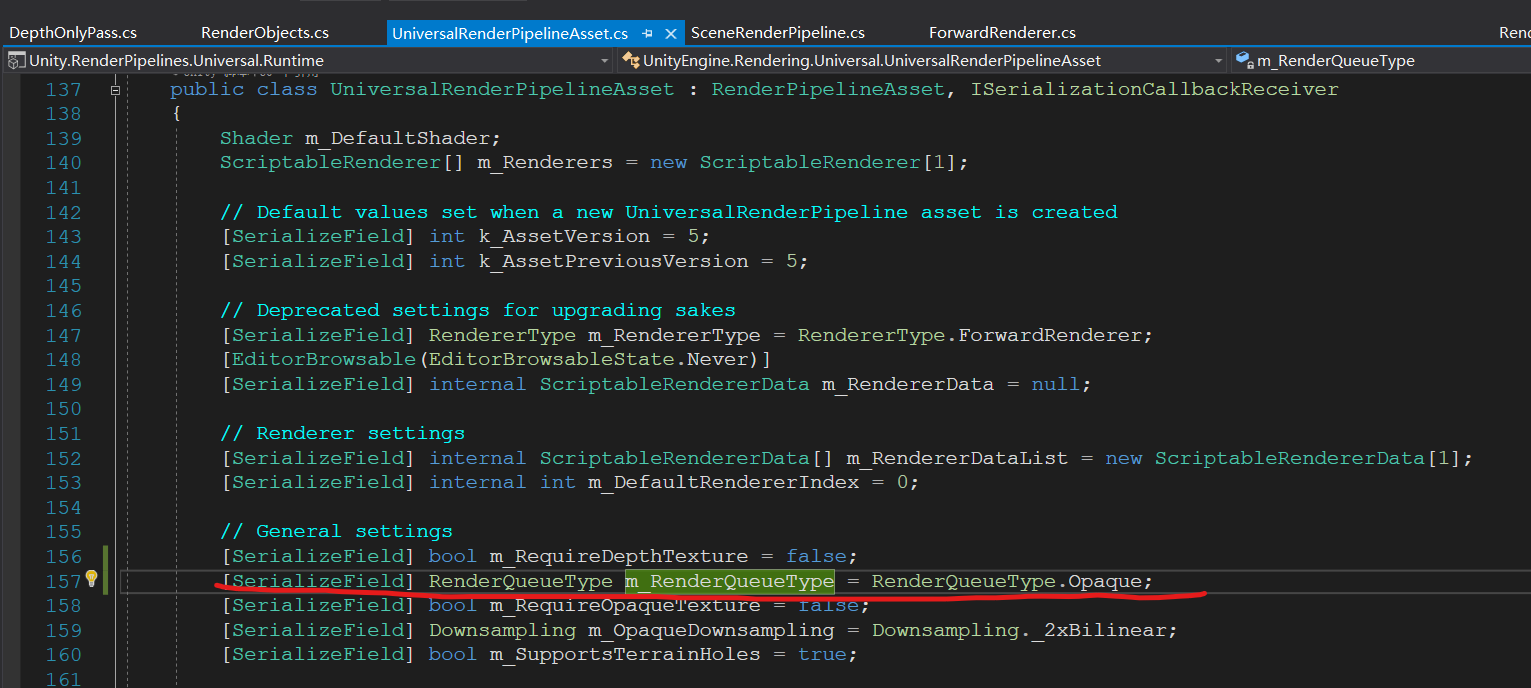 DepthOnlyPass.cs RenderObjects.cs UniversalRenderPipelineAsset.cs SceneRenderPipeline.cs ForwardRenderer.cs Rend
Unity.RenderPipelines.Universal.Runtime UnityEngine.Rendering.Universal.UniversalRenderPipelineAsset m_RenderQueueType
137 public class UniversalRenderPipelineAsset : RenderPipelineAsset, ISerializationCallbackReceiver
138 {
139 Shader m_DefaultShader;
140 ScriptableRenderer[] m_Renderers = new ScriptableRenderer[1];
141
142 // Default values set when a new UniversalRenderPipeline asset is created
143 [SerializeField] int k_AssetVersion = 5;
144 [SerializeField] int k_AssetPreviousVersion = 5;
145
146 // Deprecated settings for upgrading sakes
147 [SerializeField] RendererType m_RendererType = RendererType.ForwardRenderer;
148 [EditorBrowsable(EditorBrowsableState.Never)]
149 [SerializeField] internal ScriptableRendererData m_RendererData = null;
150
151 // Renderer settings
152 [SerializeField] internal ScriptableRendererData[] m_RendererDataList = new ScriptableRendererData[1];
153 [SerializeField] internal int m_DefaultRendererIndex = 0;
154
155 // General settings
156 [SerializeField] bool m_RequireDepthTexture = false;
157 [SerializeField] RenderQueueType m_RenderQueueType = RenderQueueType.Opaque;
158 [SerializeField] bool m_RequireOpaqueTexture = false;
159 [SerializeField] Downsampling m_OpaqueDownsampling = Downsampling._2xBilinear;
160 [SerializeField] bool m_SupportsTerrainHoles = true;
161